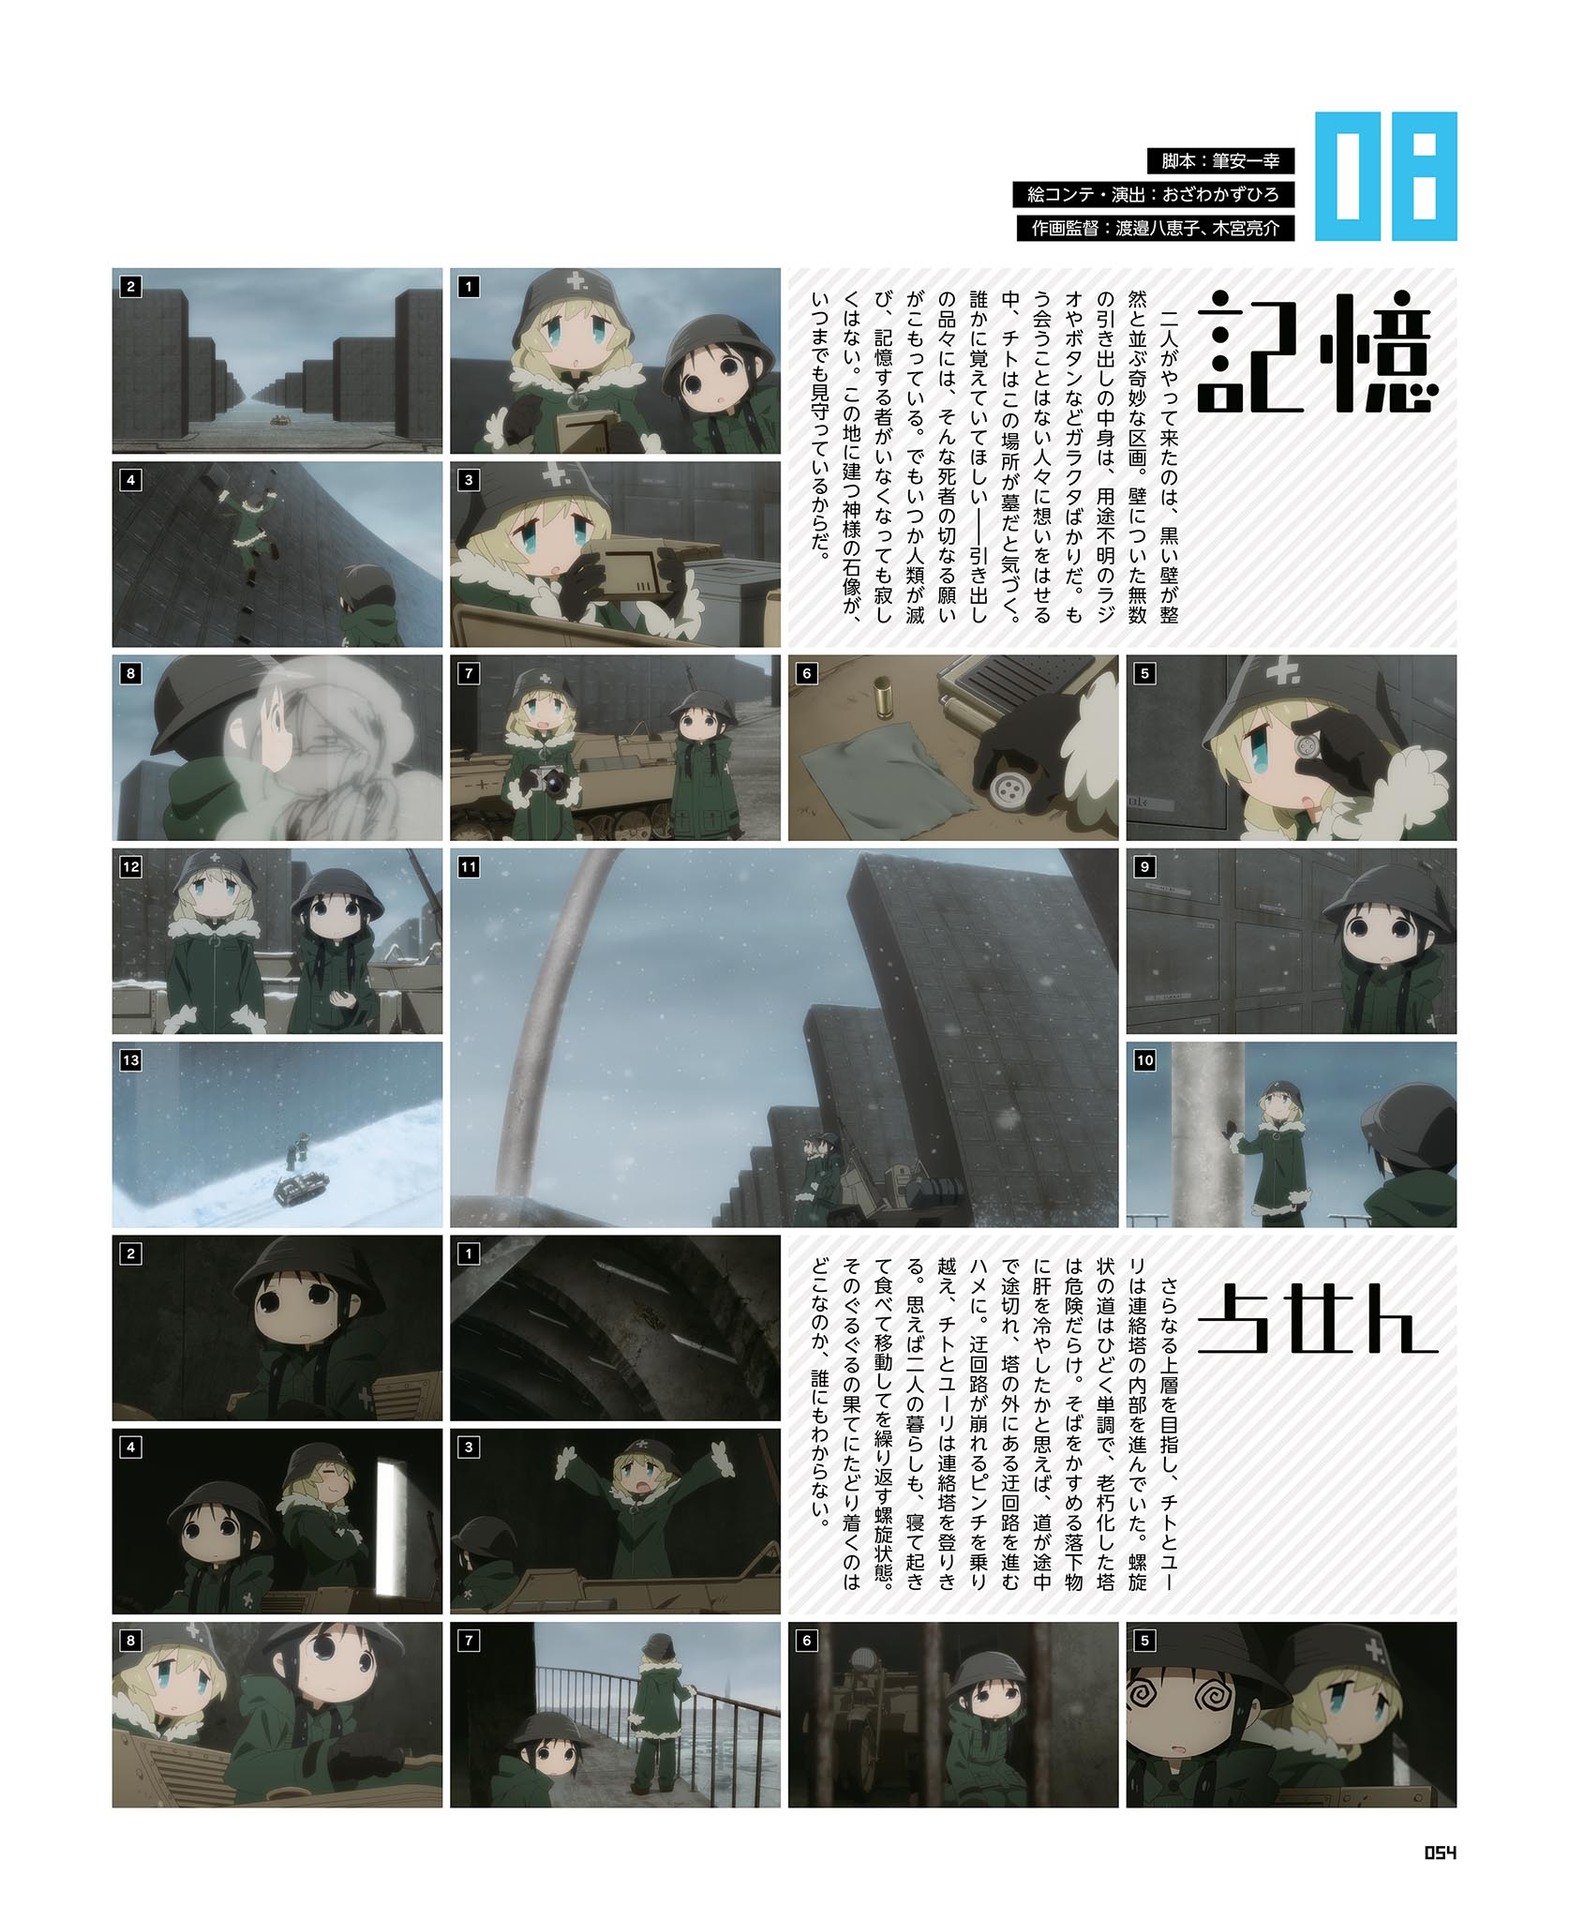 08
脚本：筆安一幸
絵コンテ・演出：おざわかずひろ
作画監督：渡邉八恵子、木宮亮介
記憶
二人がやって来たのは、黒い壁が整
然と並ぶ奇妙な区画。壁についた無数
の引き出しの中身は、用途不明のラジ
オやボタンなどガラクタばかりだ。も
う会うことはない人々に想いをはせる
中、チトはこの場所が墓だと気づく。
誰かに覚えていてほしい――引き出し
の品々には、そんな死者の切なる願い
がこもっている。でもいつか人類が滅
び、記憶する者がいなくなっても寂し
くはない。この地に建つ神様の石像が、
いつまでも見守っているからだ。
1
2
3
4
5
6
7
8
9
10
11
12
13
らせん
さらなる上層を目指し、チトとユー
リは連絡塔の内部を進んでいた。螺旋
状の道はひどく単調で、老朽化した塔
は危険だらけ。そばをかすめる落下物
に肝を冷やしたかと思えば、道が途中
で途切れ、塔の外にある迂回路を進む
ハメに。迂回路が崩れるピンチを乗り
越え、チトとユーリは連絡塔を登りき
る。思えば二人の暮らしも、寝て起き
て食べて移動してを繰り返す螺旋状態。
そのぐるぐるの果てにたどり着くのは
どこなのか、誰にもわからない。
1
2
3
4
5
6
7
8
054